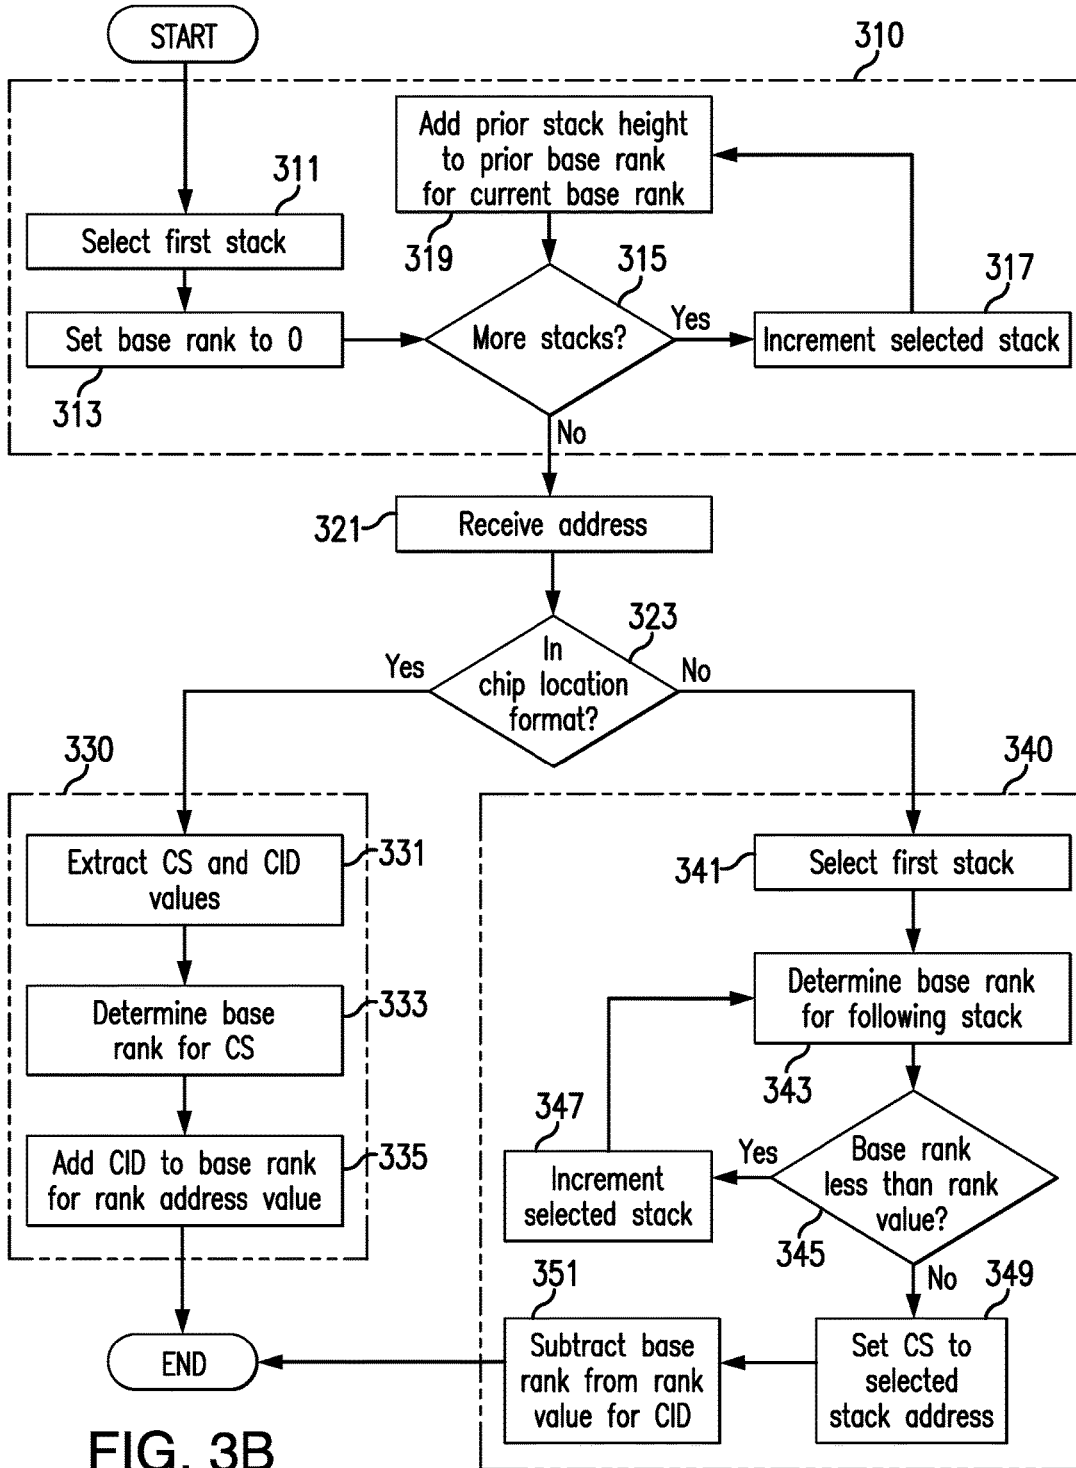 START
310
Add prior stack height
to prior base rank
for current base rank
311
Select first stack
319
315
317
Set base rank to 0
More stacks?
Yes
Increment selected stack
313
No
321
Receive address
323
In
chip location
format?
Yes
No
330
340
Extract CS and CID
values
331
341
Select first stack
Determine base
rank for CS
333
Determine base rank
for following stack
343
347
Yes
Base rank
less than rank
value?
Add CID to base rank
for rank address value
335
Increment
selected stack
345
351
No
349
END
Subtract base
rank from rank
value for CID
Set CS to
selected
stack address
FIG. 3B